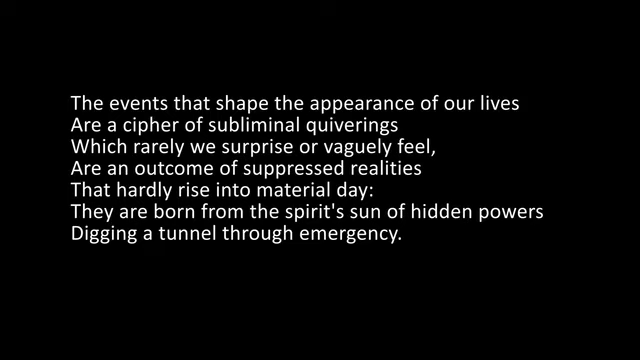 The events that shape the appearance of our lives
Are a cipher of subliminal quiverings
Which rarely we surprise or vaguely feel,
Are an outcome of suppressed realities
That hardly rise into material day:
They are born from the spirit's sun of hidden powers
Digging a tunnel through emergency.